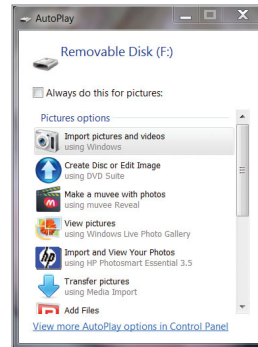 AutoPlay
Removable Disk (F:)
Always do this for pictures:
Pictures options
Import pictures and videos
using Windows
Create Disc or Edit Image
using DVD Suite
Make a muvee with photos
using muvee Reveal
View pictures
using Windows Live Photo Gallery
Import and View Your Photos
using HP Photosmart Essential 3.5
Transfer pictures
using Media Import
Add Files
View more AutoPlay options in Control Panel